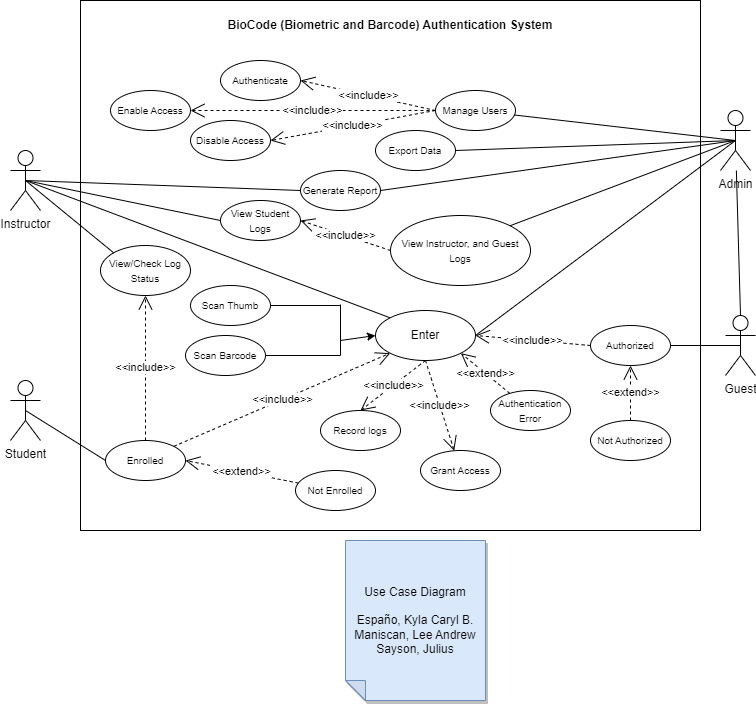 BioCode (Biometric and Barcode) Authentication System
Authenticate
<<include>>
Enable Access
<<include>>
Manage Users
<<include>>
Disable Access
Export Data
Admin
Instructor
Generate Report
View Student
Logs
<<include>>
View Instructor, and Guest
Logs
View/Check Log
Status
Scan Thumb
Enter
<<include>>
Authorized
Scan Barcode
<<include>>
<<extend>>
Guest
<<include>>
<<include>>
<<include>>
<<extend>>
Authentication
Error
Record logs
Not Authorized
Student
Enrolled
<<extend>>
Grant Access
Not Enrolled
Use Case Diagram
Españo, Kyla Caryl B.
Maniscan, Lee Andrew
Sayson, Julius